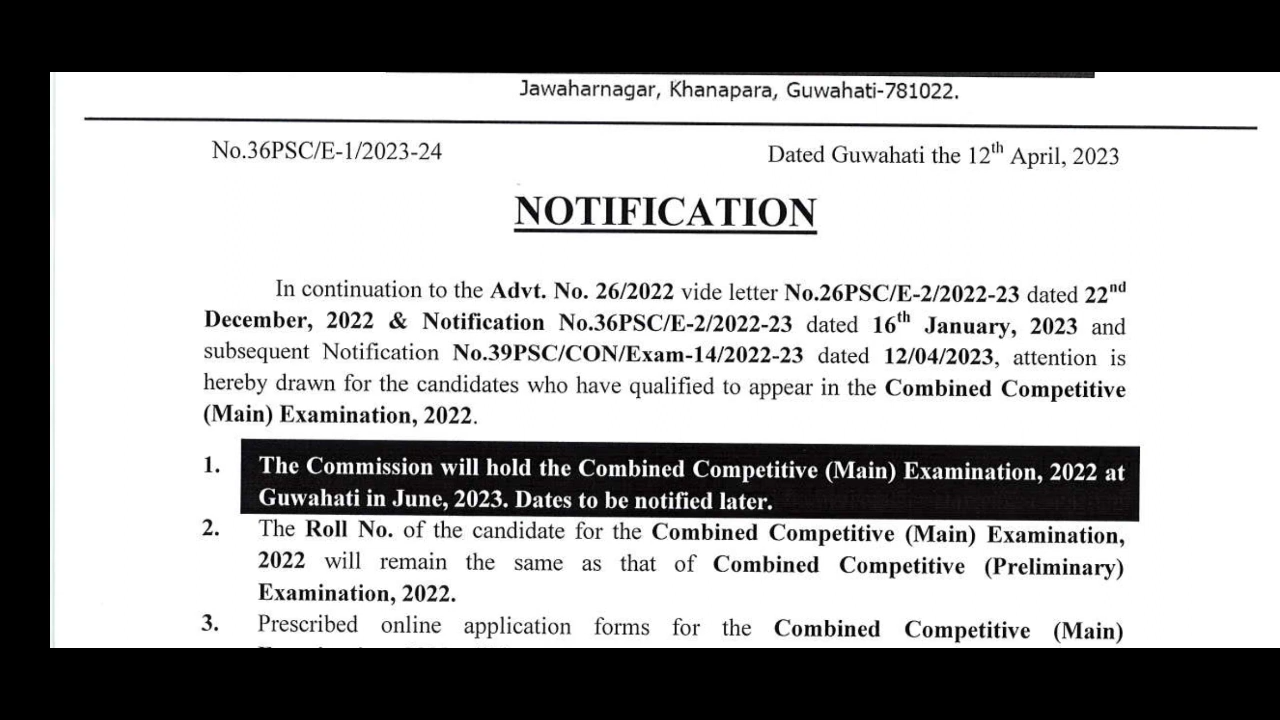 Jawaharnagar, Khanapara, Guwahati-781022.
No.36PSC/E-1/2023-24 Dated Guwahati the 12th April, 2023
NOTIFICATION
In continuation to the Advt. No. 26/2022 vide letter No.26PSC/E-2/2022-23 dated 22nd
December, 2022 & Notification No.36PSC/E-2/2022-23 dated 16th January, 2023 and
subsequent Notification No.39PSC/CON/Exam-14/2022-23 dated 12/04/2023, attention is
hereby drawn for the candidates who have qualified to appear in the Combined Competitive
(Main) Examination, 2022.
1. The Commission will hold the Combined Competitive (Main) Examination, 2022 at
Guwahati in June, 2023. Dates to be notified later.
2. The Roll No. of the candidate for the Combined Competitive (Main) Examination,
2022 will remain the same as that of Combined Competitive (Preliminary)
Examination, 2022.
3. Prescribed online application forms for the Combined Competitive (Main)